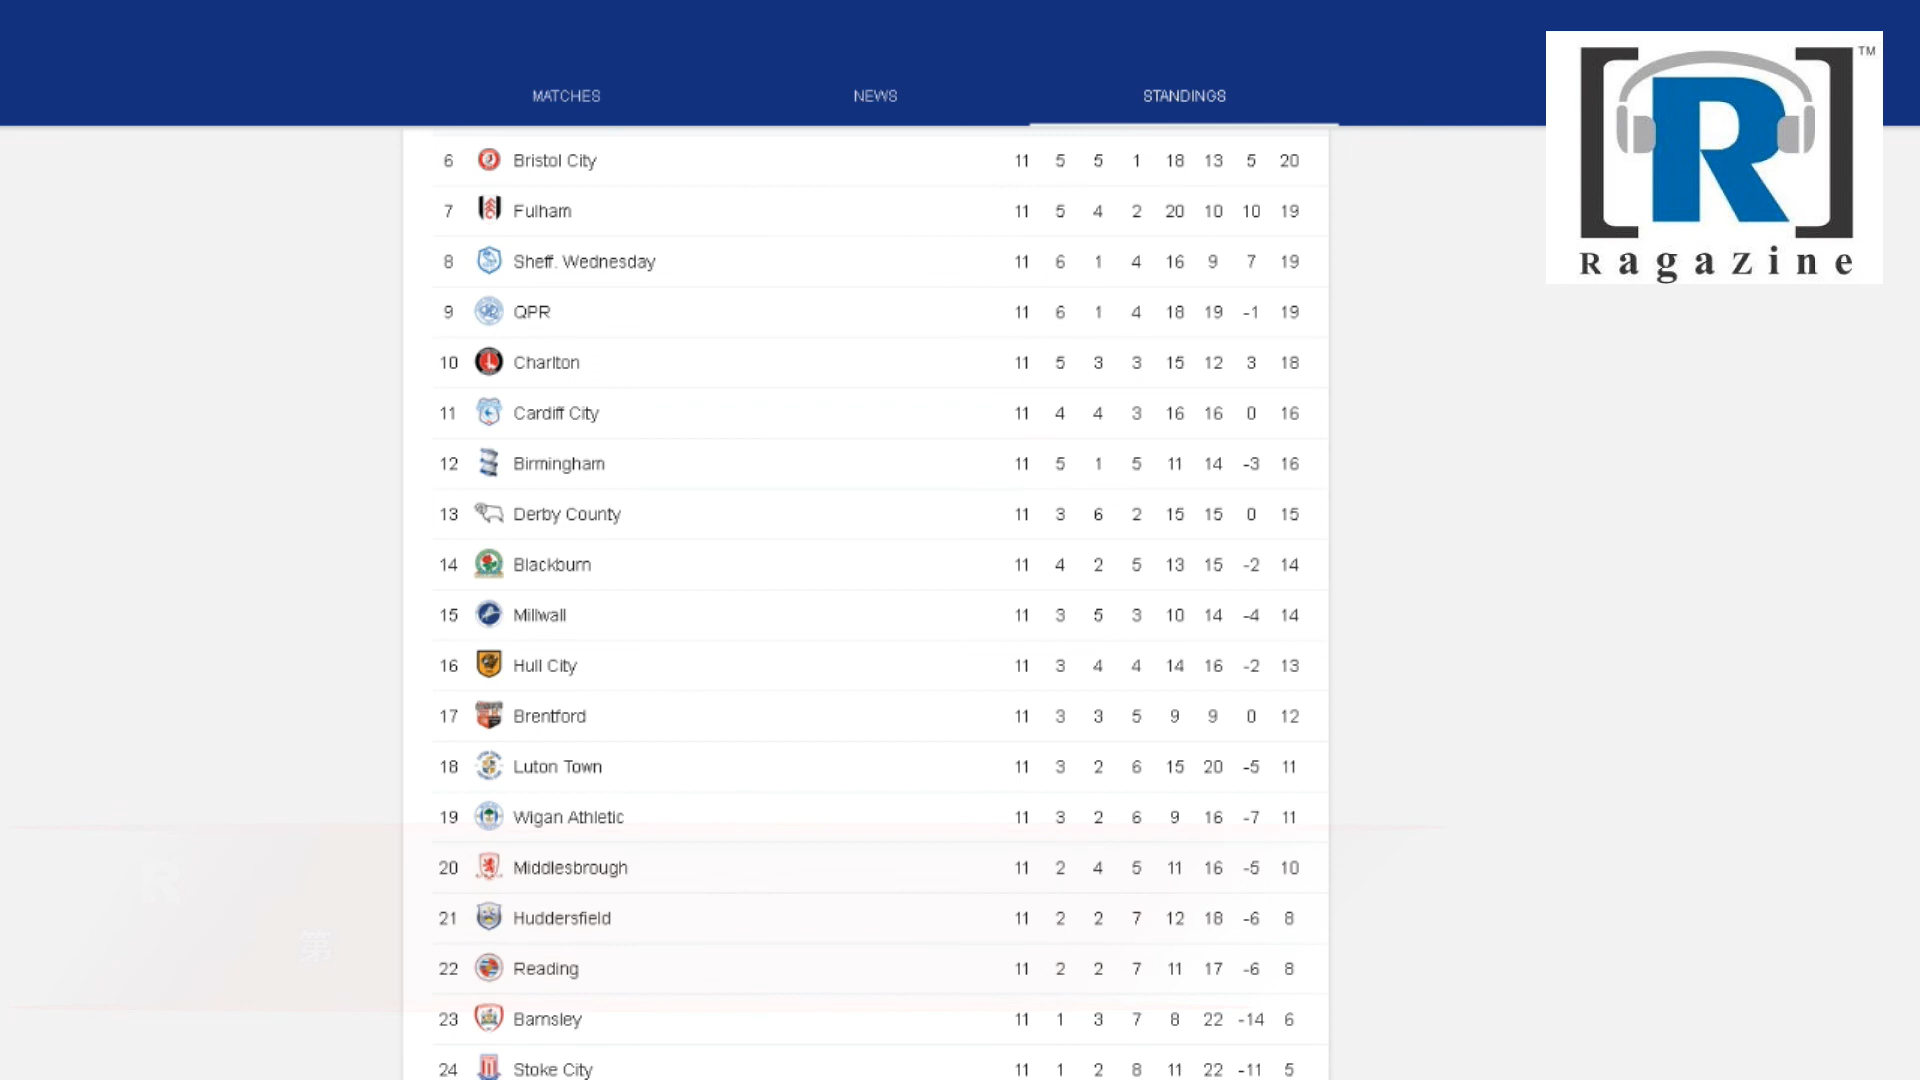 MATCHES NEWS STANDINGS
TM
R
Ragazine
6 Bristol City 11 5 5 1 18 13 5 20
7 Fulham 11 5 4 2 20 10 10 19
8 Sheff. Wednesday 11 6 1 4 16 9 7 19
9 QPR 11 6 1 4 18 19 -1 19
10 Charlton 11 5 3 3 15 12 3 18
11 Cardiff City 11 4 4 3 16 16 0 16
12 Birmingham 11 5 1 5 11 14 -3 16
13 Derby County 11 3 6 2 15 15 0 15
14 Blackburn 11 4 2 5 13 15 -2 14
15 Millwall 11 3 5 3 10 14 -4 14
16 Hull City 11 3 4 4 14 16 -2 13
17 Brentford 11 3 3 5 9 9 0 12
18 Luton Town 11 3 2 6 15 20 -5 11
19 Wigan Athletic 11 3 2 6 9 16 -7 11
20 Middlesbrough 11 2 4 5 11 16 -5 10
R
21 Huddersfield 11 2 2 7 12 18 -6 8
第
22 Reading 11 2 2 7 11 17 -6 8
23 Barnsley 11 1 3 7 8 22 -14 6
24 Stoke City 11 1 2 8 11 22 -11 5